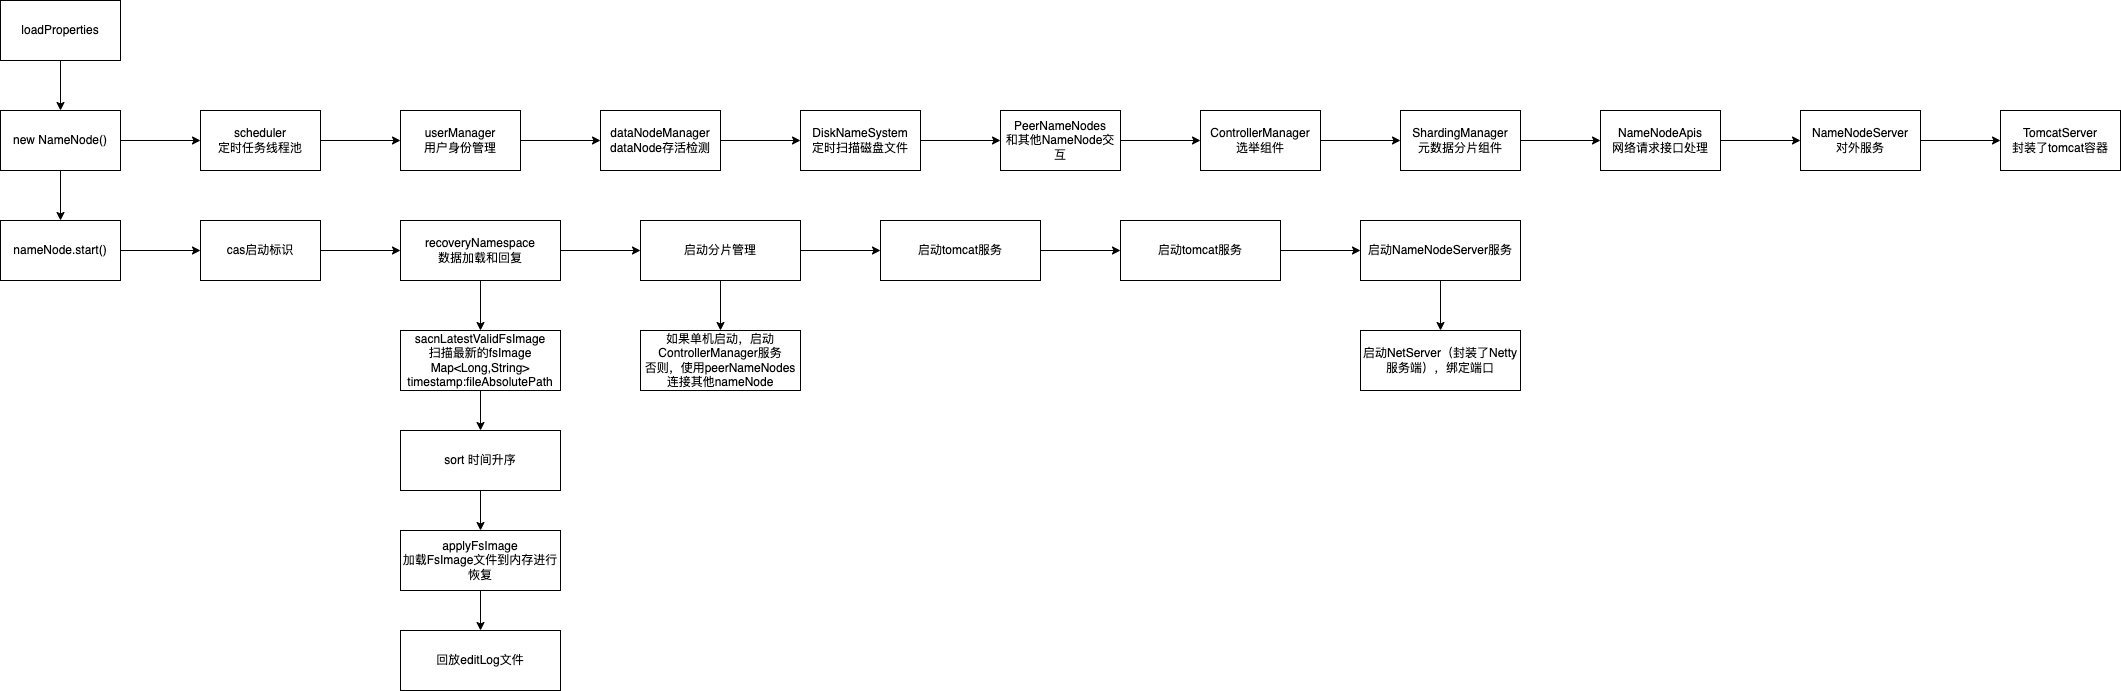 loadProperties
new NameNode()
scheduler
定时任务线程池
userManager
用户身份管理
dataNodeManager
dataNode存活检测
DiskNameSystem
定时扫描磁盘文件
PeerNameNodes
和其他NameNode交
互
ControllerManager
选举组件
ShardingManager
元数据分片组件
NameNodeApis
网络请求接口处理
NameNodeServer
对外服务
TomcatServer
封装了tomcat容器
nameNode.start()
cas启动标识
recoveryNamespace
数据加载和回复
启动分片管理
启动tomcat服务
启动tomcat服务
启动NameNodeServer服务
sacnLatestValidFsImage
扫描最新的fsImage
Map<Long,String>
timestamp:fileAbsolutePath
如果单机启动，启动
ControllerManager服务
否则，使用peerNameNodes
连接其他nameNode
启动NetServer（封装了Netty
服务端），绑定端口
sort 时间升序
applyFsImage
加载FsImage文件到内存进行
恢复
回放editLog文件